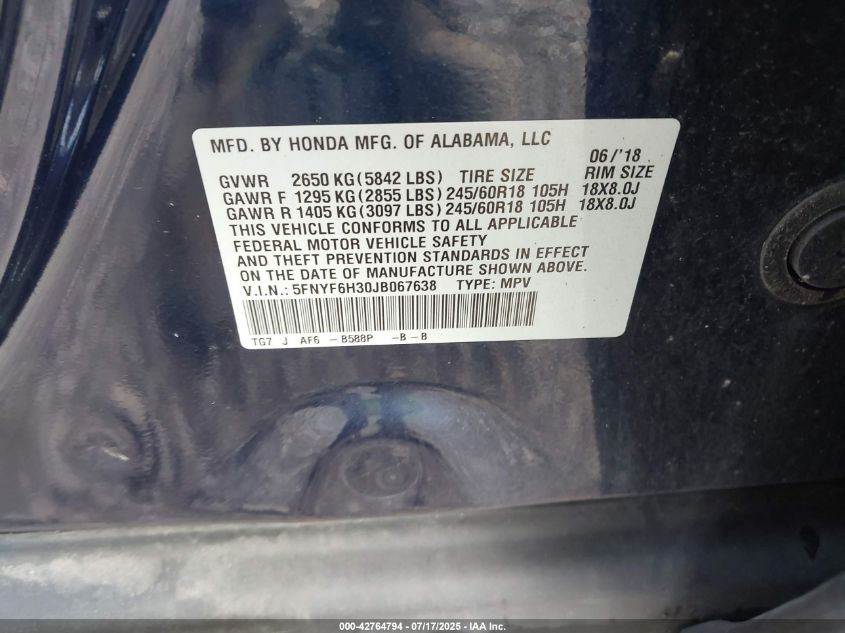 MFD. BY HONDA MFG. OF ALABAMA, LLC
06/'18
GVWR 2650 KG(5842 LBS) TIRE SIZE RIM SIZE
GAWR F 1295 KG(2855 LBS) 245/60R18 105H 18X8.0J
GAWR R 1405 KG(3097 LBS) 245/60R18 105H 18X8.0J
THIS VEHICLE CONFORMS TO ALL APPLICABLE
FEDERAL MOTOR VEHICLE SAFETY
AND THEFT PREVENTION STANDARDS IN EFFECT
ON THE DATE OF MANUFACTURE SHOWN ABOVE.
V.I.N.: 5FNYF6H30JB067638 TYPE: MPV
TG7 J AF6 -B588P -B-B
000-42764794 - 07/17/2025 - IAA Inc.